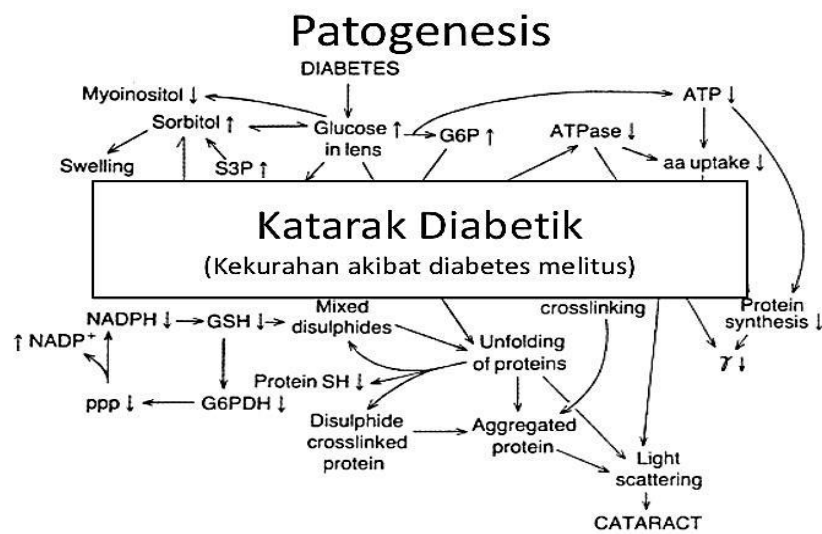 Patogenesis
DIABETES
Myoinositol ↓
ATP ↓
Sorbitol ↑
Glucose ↑
in lens
G6P ↑
ATPase ↓
Swelling
S3P ↑
aa uptake ↓
Katarak Diabetik
(Kekurahan akibat diabetes melitus)
NADPH ↓
GSH ↓
Mixed
disulphides
crosslinking
Protein
synthesis ↓
↑ NADP⁺
Unfolding
of proteins
γ ↓
Protein SH ↓
ppp ↓
G6PDH ↓
Disulphide
crosslinked
protein
Aggregated
protein
Light
scattering
CATARACT